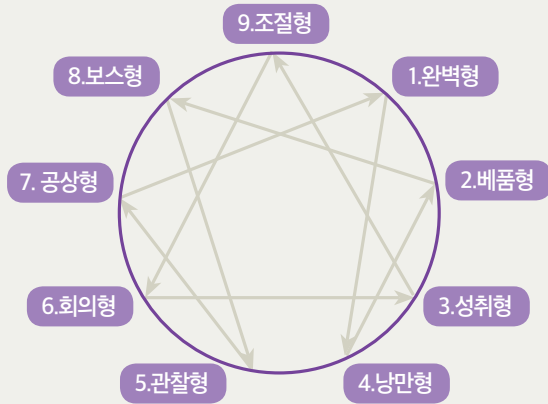 9.조절형
8.보스형
1.완벽형
7. 공상형
2.베품형
6.회의형
3.성취형
5.관찰형
4.낭만형